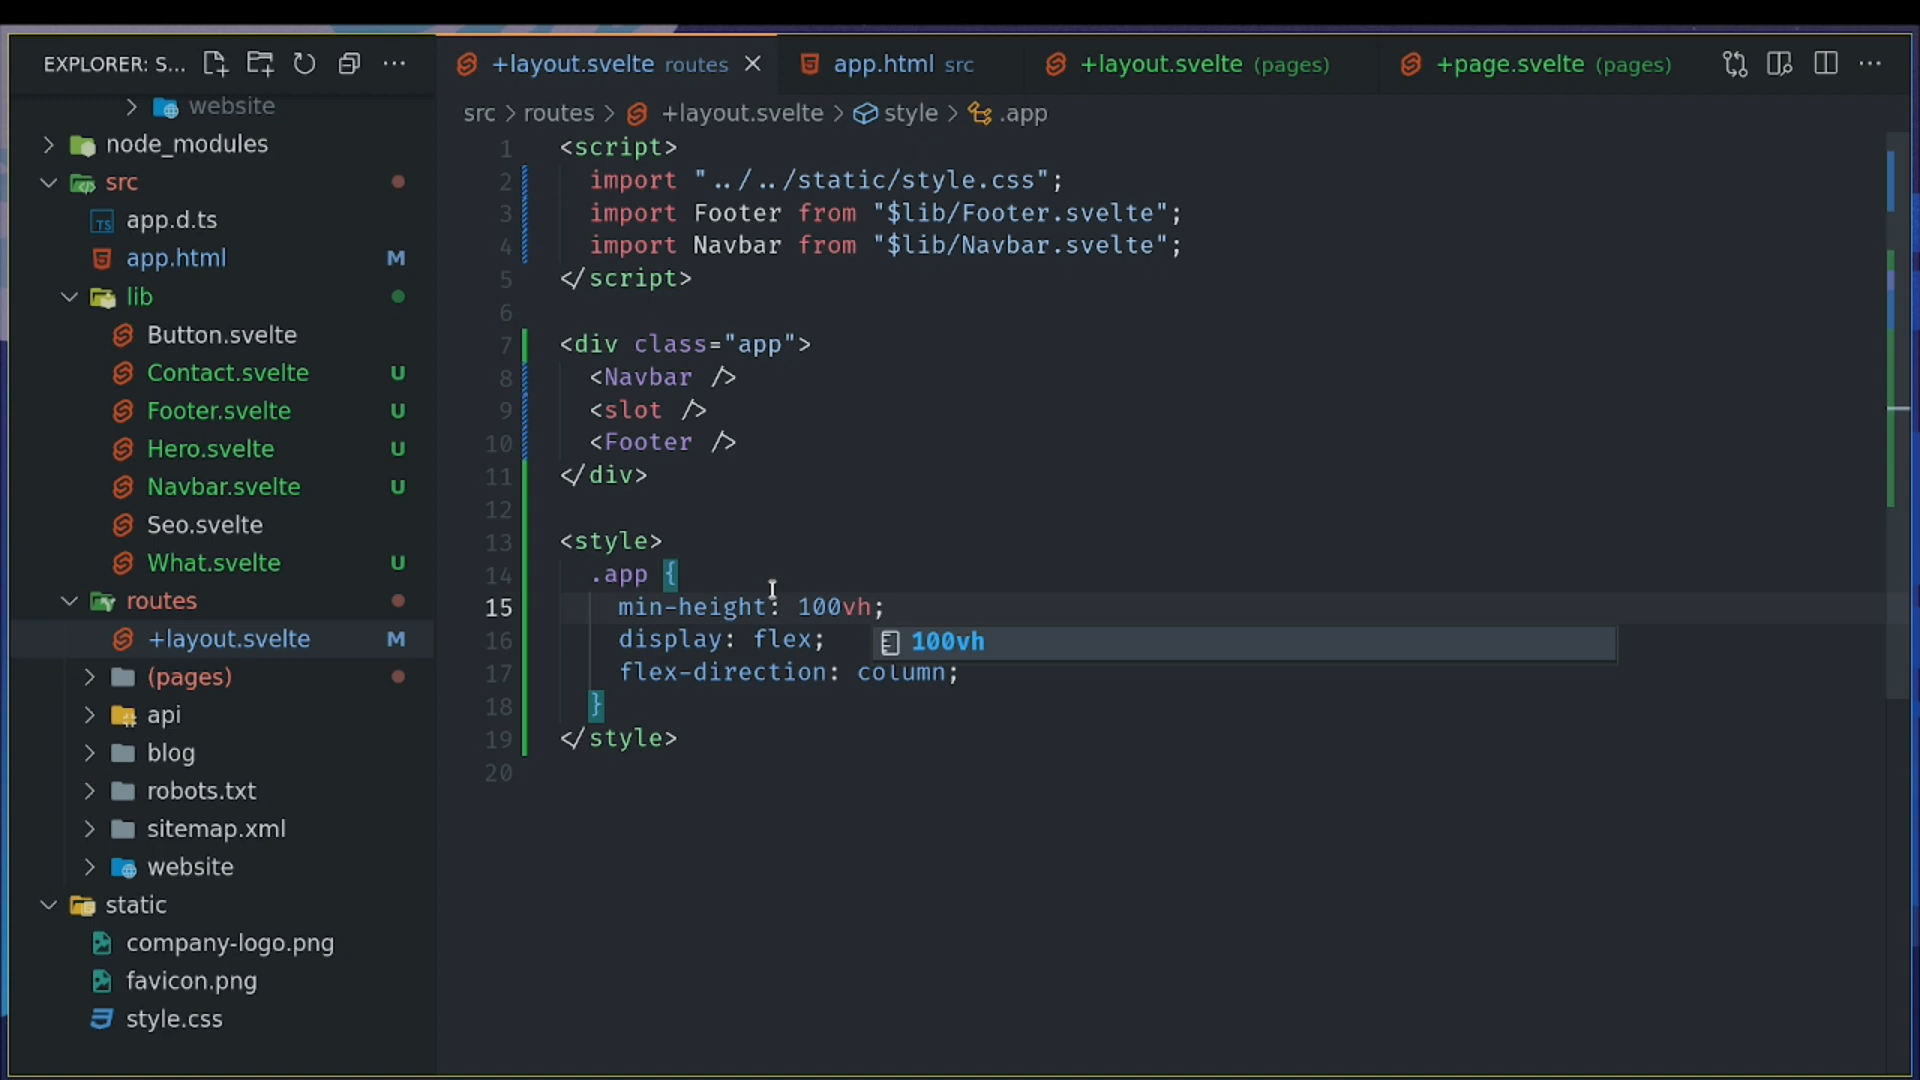 EXPLORER: S...
website
node_modules
src
app.d.ts
app.html M
lib
Button.svelte
Contact.svelte U
Footer.svelte U
Hero.svelte U
Navbar.svelte U
Seo.svelte
What.svelte U
routes
+layout.svelte M
(pages)
api
blog
robots.txt
sitemap.xml
website
static
company-logo.png
favicon.png
style.css
+layout.svelte routes
app.html src
+layout.svelte (pages)
+page.svelte (pages)
src > routes > +layout.svelte > style > .app
1 <script>
2 import "../../static/style.css";
3 import Footer from "$lib/Footer.svelte";
4 import Navbar from "$lib/Navbar.svelte";
5 </script>
6
7 <div class="app">
8 <Navbar />
9 <slot />
10 <Footer />
11 </div>
12
13 <style>
14 .app {
15 min-height: 100vh;
16 display: flex;
100vh
17 flex-direction: column;
18 }
19 </style>
20